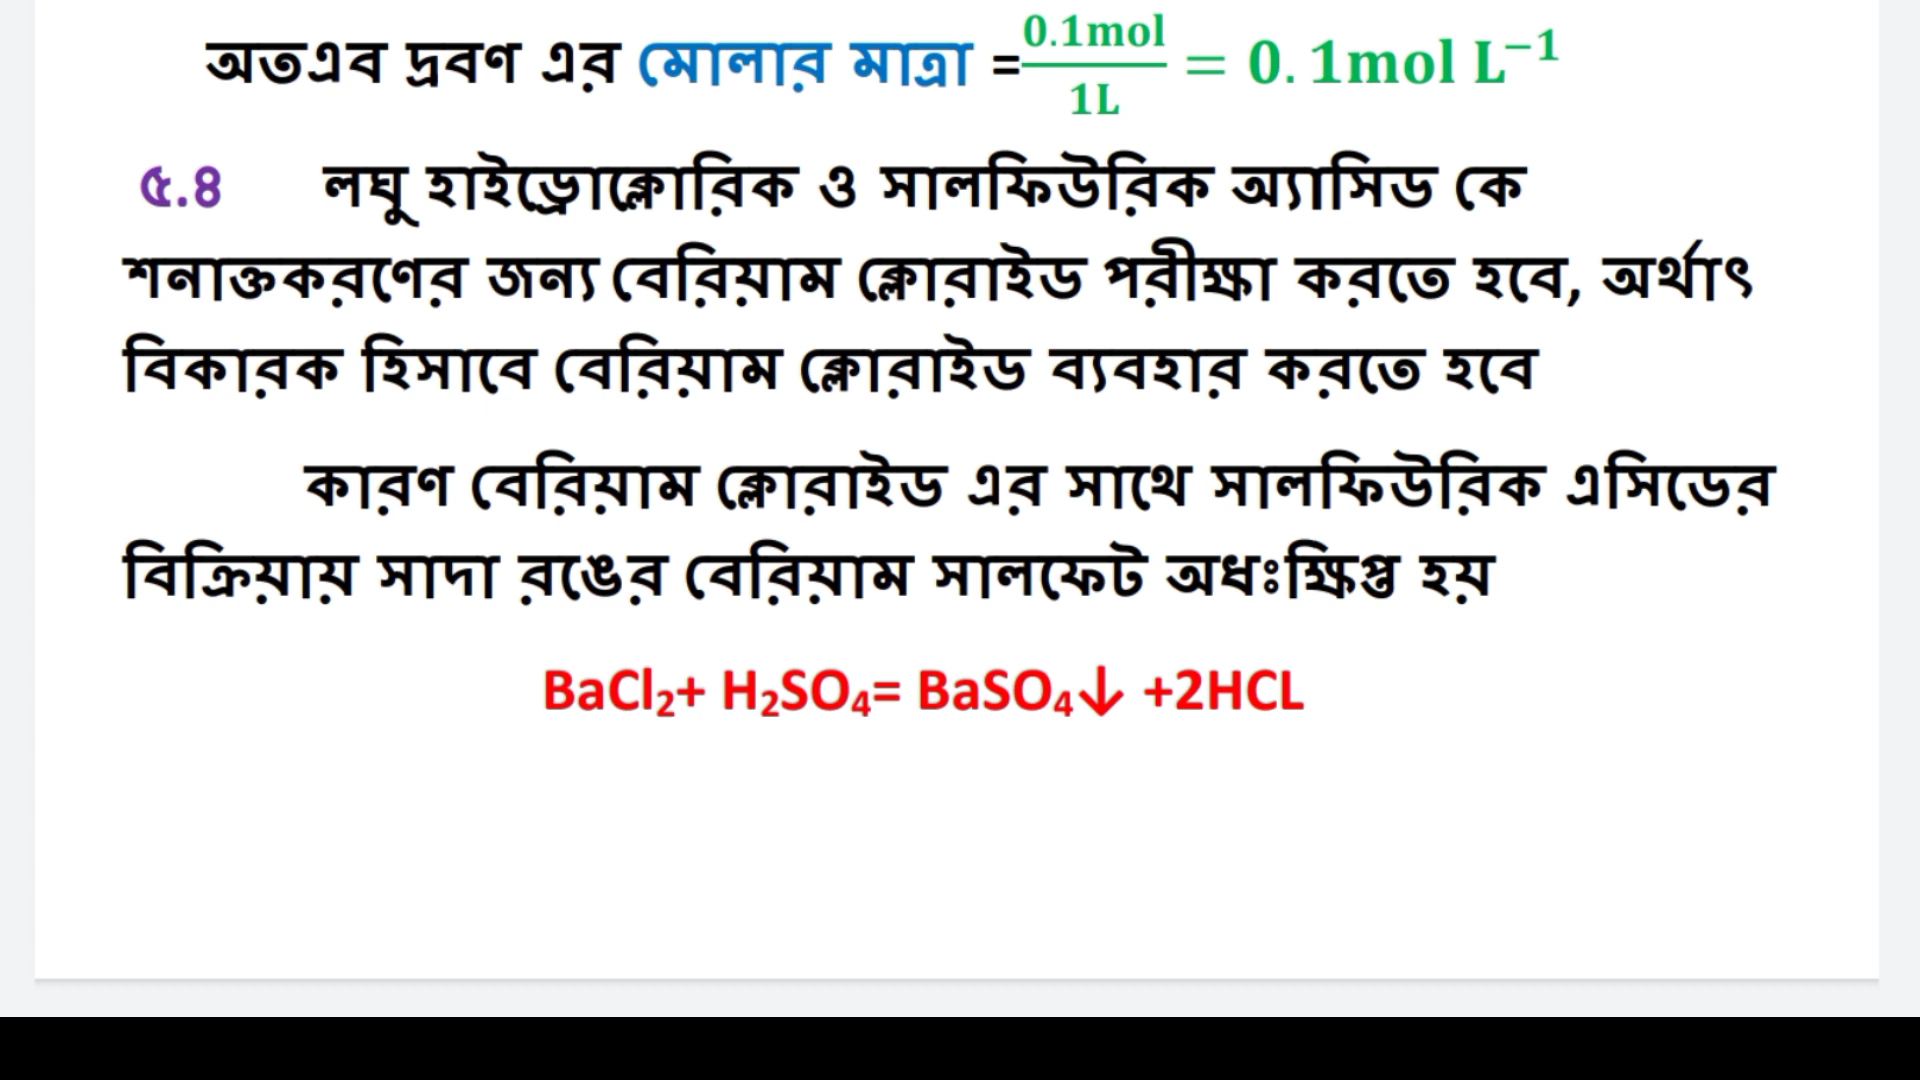 অতএব দ্রবণ এর মোলার মাত্রা = 0.1mol/1L = 0. 1mol L⁻¹
৫.৪ লঘু হাইড্রোক্লোরিক ও সালফিউরিক অ্যাসিড কে
শনাক্তকরণের জন্য বেরিয়াম ক্লোরাইড পরীক্ষা করতে হবে, অর্থাৎ
বিকারক হিসাবে বেরিয়াম ক্লোরাইড ব্যবহার করতে হবে
কারণ বেরিয়াম ক্লোরাইড এর সাথে সালফিউরিক এসিডের
বিক্রিয়ায় সাদা রঙের বেরিয়াম সালফেট অধঃক্ষিপ্ত হয়
BaCl₂+ H₂SO₄= BaSO₄↓ +2HCL